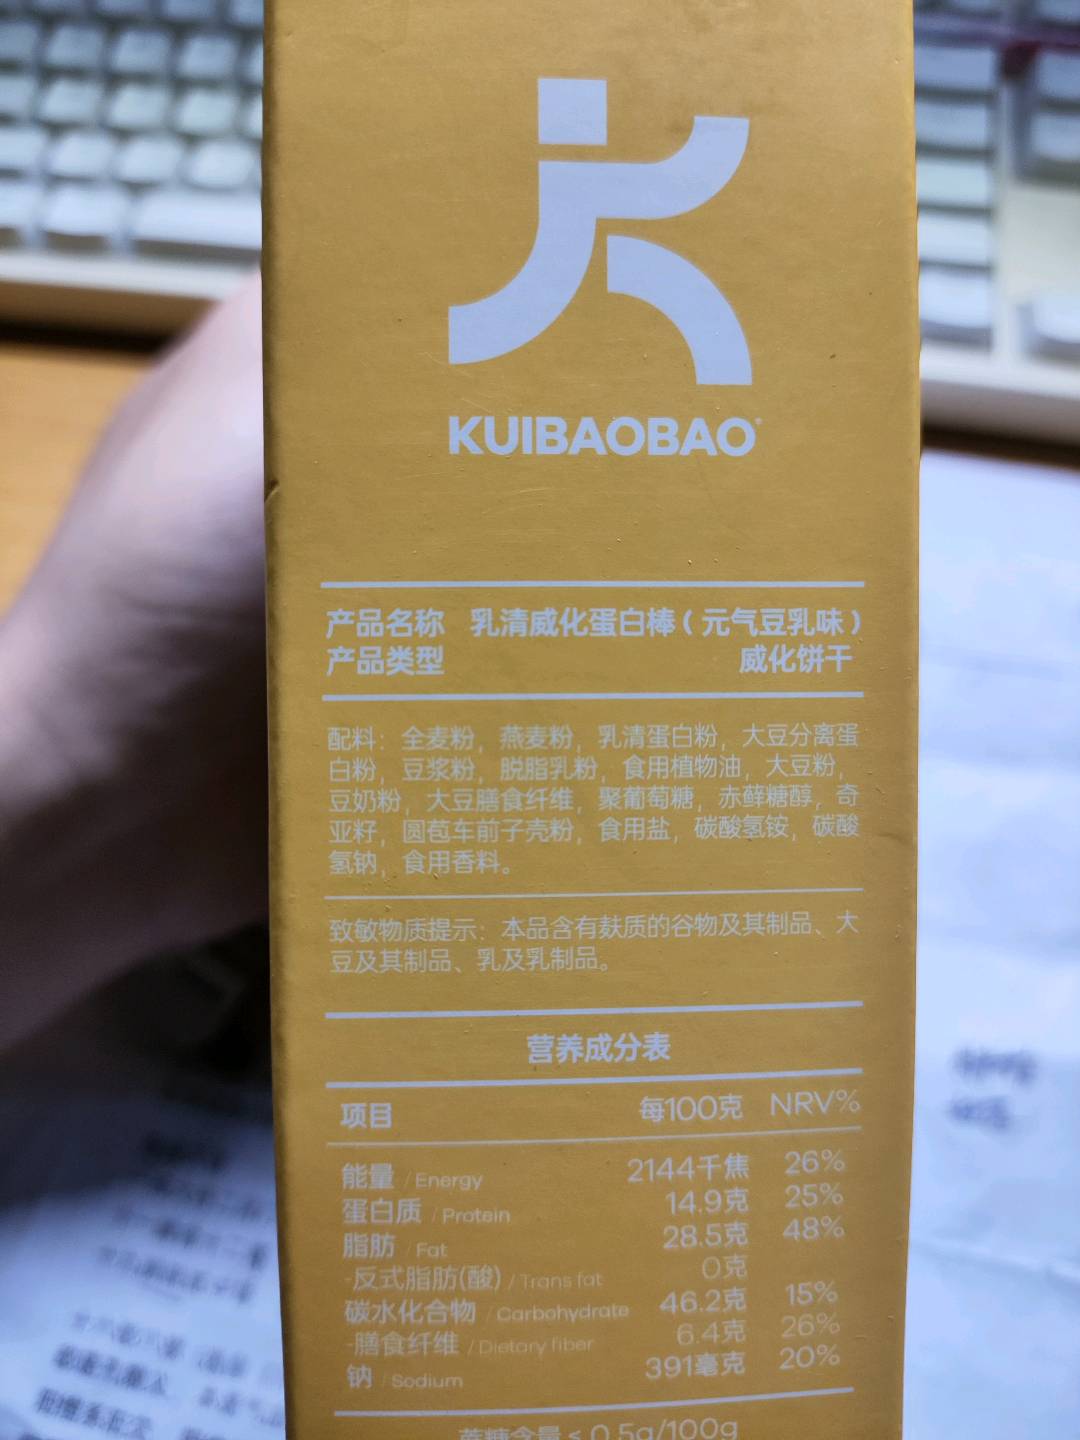 KUIBAOBAO
产品名称 乳清威化蛋白棒（元气豆乳味）
产品类型 威化饼干
配料：全麦粉，燕麦粉，乳清蛋白粉，大豆分离蛋
白粉，豆浆粉，脱脂乳粉，食用植物油，大豆粉，
豆奶粉，大豆膳食纤维，聚葡萄糖，赤藓糖醇，奇
亚籽，圆苞车前子壳粉，食用盐，碳酸氢铵，碳酸
氢钠，食用香料。
致敏物质提示：本品含有麸质的谷物及其制品、大
豆及其制品、乳及乳制品。
营养成分表
项目 每100克 NRV%
能量 / Energy 2144千焦 26%
蛋白质 / Protein 14.9克 25%
脂肪 / Fat 28.5克 48%
-反式脂肪(酸) / Trans fat 0克
碳水化合物 / Carbohydrate 46.2克 15%
-膳食纤维 / Dietary fiber 6.4克 26%
钠 / Sodium 391毫克 20%
蔗糖含量 ≤ 0.5g/100g